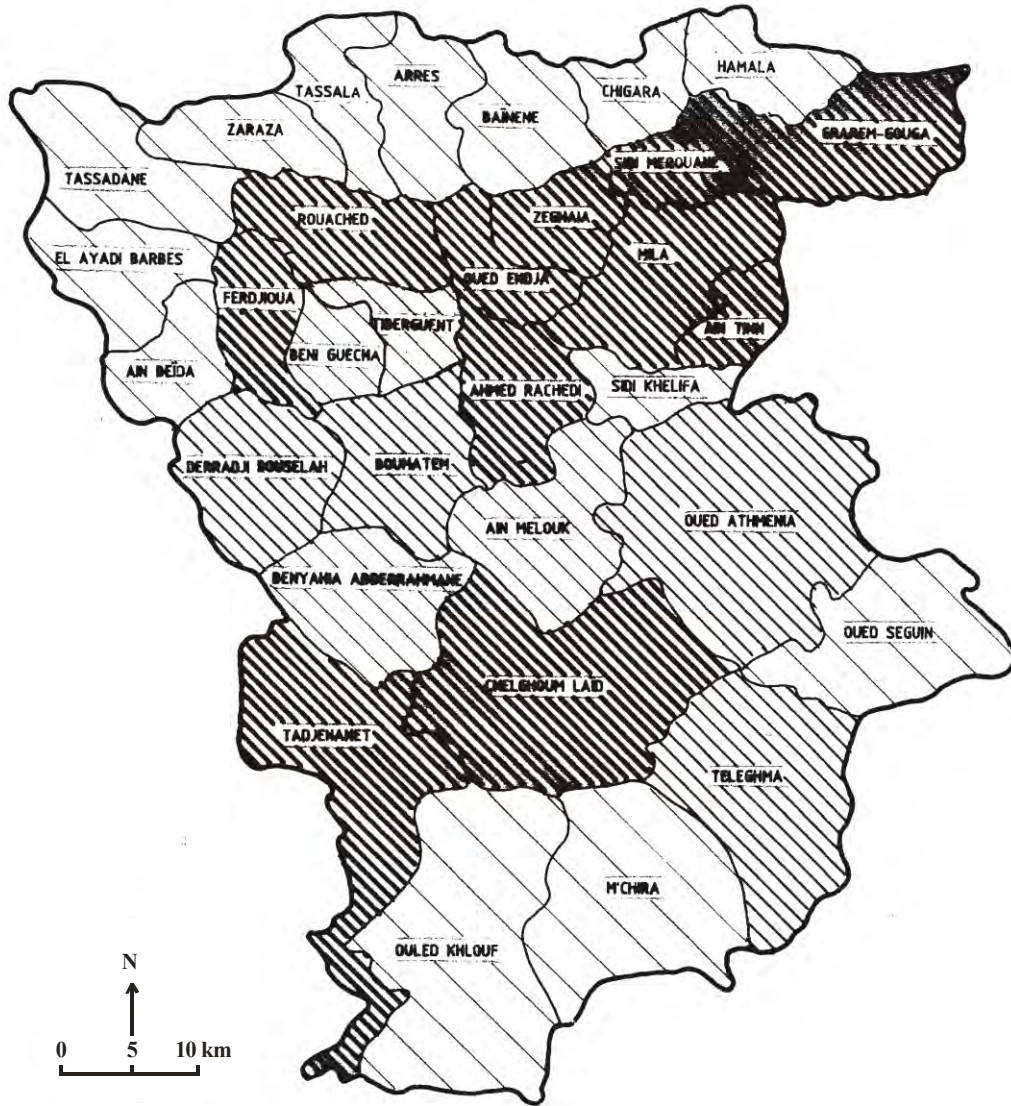 HAMALA
ARRES
TASSALA
CHIGARA
BAÏNENE
ZARAZA
GRAREM-GOUGA
SIDI MEROUANE
TASSADANE
ROUACHED
ZEGHAIA
EL AYADI BARBES
MILA
OUED ENDJA
FERDJIOUA
TIBERGUENT
AIN TINN
BENI GUECHA
AIN BEÏDA
AHMED RACHEDI
SIDI KHELIFA
DERRADJI BOUSELAH
BOUHATEM
OUED ATHMENIA
AIN MELOUK
BENYAHIA ABDERRAHMANE
OUED SEGUIN
CHELGHOUM LAID
TADJENANET
TELEGHMA
M'CHIRA
OULED KHLOUF
N
0 5 10 km